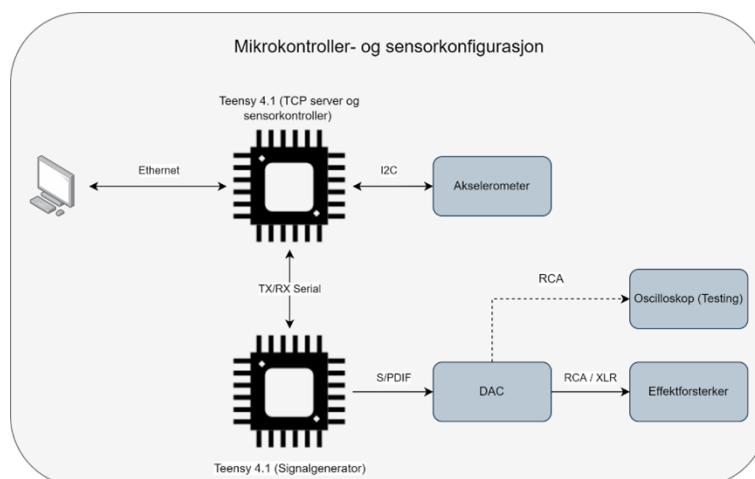 Mikrokontroller- og sensorkonfigurasjon
Teensy 4.1 (TCP server og
sensorkontroller)
Ethernet
I2C
Akselerometer
TX/RX Serial
RCA
Oscilloskop (Testing)
S/PDIF
DAC
RCA / XLR
Effektforsterker
Teensy 4.1 (Signalgenerator)